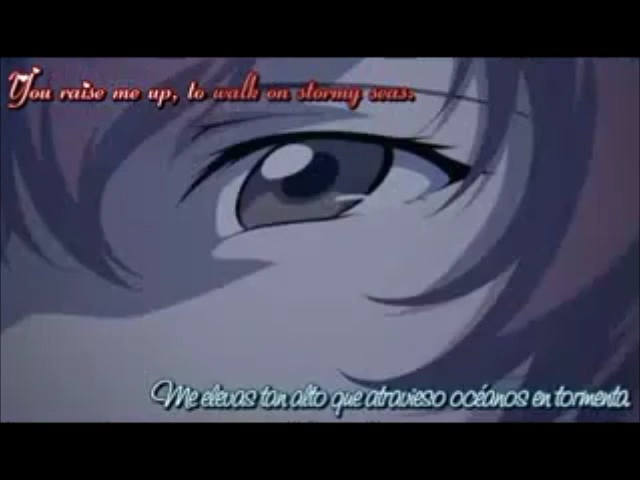 You raise me up, to walk on stormy seas.
Me elevas tan alto que atravieso océanos en tormenta.